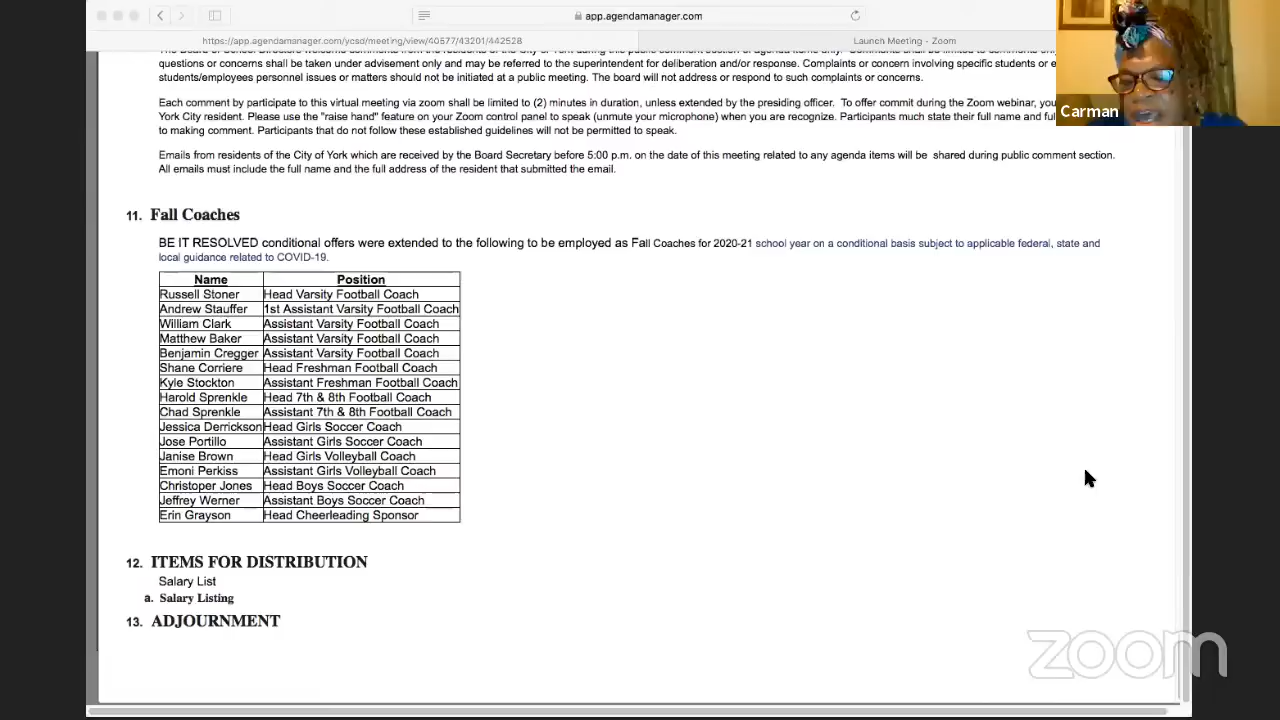 app.agendamanager.com
https://app.agendamanager.com/ycsd/meeting/view/40577/43201/442528
Launch Meeting - Zoom
questions or concerns shall be taken under advisement only and may be referred to the superintendent for deliberation and/or response. Complaints or concern involving specific students or
students/employees personnel issues or matters should not be initiated at a public meeting. The board will not address or respond to such complaints or concerns.
Each comment by participate to this virtual meeting via zoom shall be limited to (2) minutes in duration, unless extended by the presiding officer. To offer commit during the Zoom webinar, you
York City resident. Please use the "raise hand" feature on your Zoom control panel to speak (unmute your microphone) when you are recognize. Participants much state their full name and full
to making comment. Participants that do not follow these established guidelines will not be permitted to speak.
Emails from residents of the City of York which are received by the Board Secretary before 5:00 p.m. on the date of this meeting related to any agenda items will be shared during public comment section.
All emails must include the full name and the full address of the resident that submitted the email.
Carman
11. Fall Coaches
BE IT RESOLVED conditional offers were extended to the following to be employed as Fall Coaches for 2020-21 school year on a conditional basis subject to applicable federal, state and
local guidance related to COVID-19.
Name Position
Russell Stoner Head Varsity Football Coach
Andrew Stauffer 1st Assistant Varsity Football Coach
William Clark Assistant Varsity Football Coach
Matthew Baker Assistant Varsity Football Coach
Benjamin Cregger Assistant Varsity Football Coach
Shane Corriere Head Freshman Football Coach
Kyle Stockton Assistant Freshman Football Coach
Harold Sprenkle Head 7th & 8th Football Coach
Chad Sprenkle Assistant 7th & 8th Football Coach
Jessica Derrickson Head Girls Soccer Coach
Jose Portillo Assistant Girls Soccer Coach
Janise Brown Head Girls Volleyball Coach
Emoni Perkiss Assistant Girls Volleyball Coach
Christoper Jones Head Boys Soccer Coach
Jeffrey Werner Assistant Boys Soccer Coach
Erin Grayson Head Cheerleading Sponsor
12. ITEMS FOR DISTRIBUTION
Salary List
a. Salary Listing
13. ADJOURNMENT
zoom